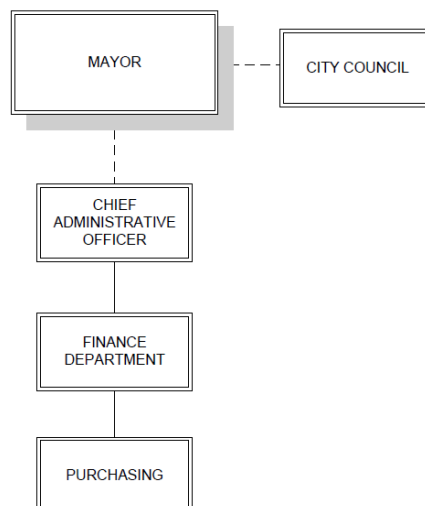 MAYOR
CITY COUNCIL
CHIEF
ADMINISTRATIVE
OFFICER
FINANCE
DEPARTMENT
PURCHASING